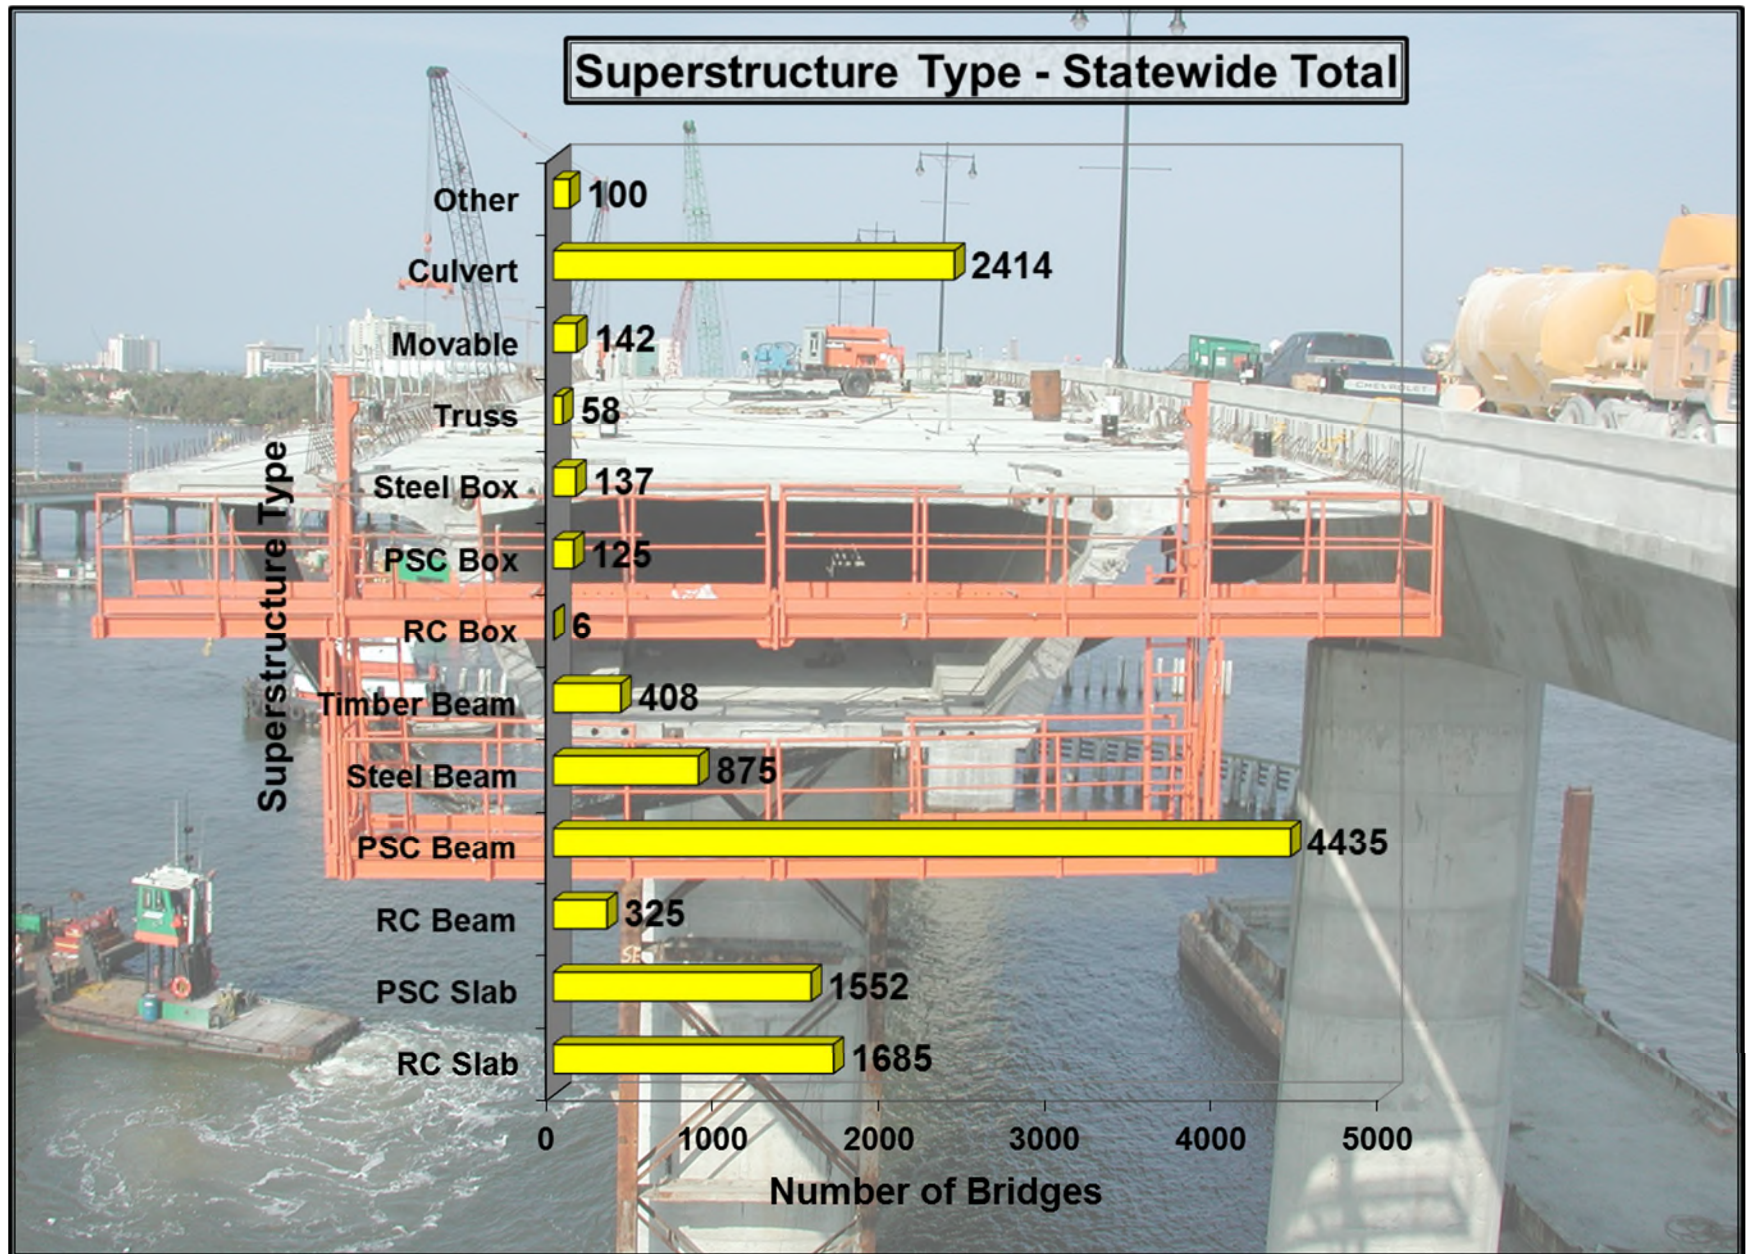 Superstructure Type - Statewide Total
Superstructure Type
Other 100
Culvert 2414
Movable 142
Truss 58
Steel Box 137
PSC Box 125
RC Box 6
Timber Beam 408
Steel Beam 875
PSC Beam 4435
RC Beam 325
PSC Slab 1552
RC Slab 1685
0 1000 2000 3000 4000 5000
Number of Bridges
CHEVROLET
SE